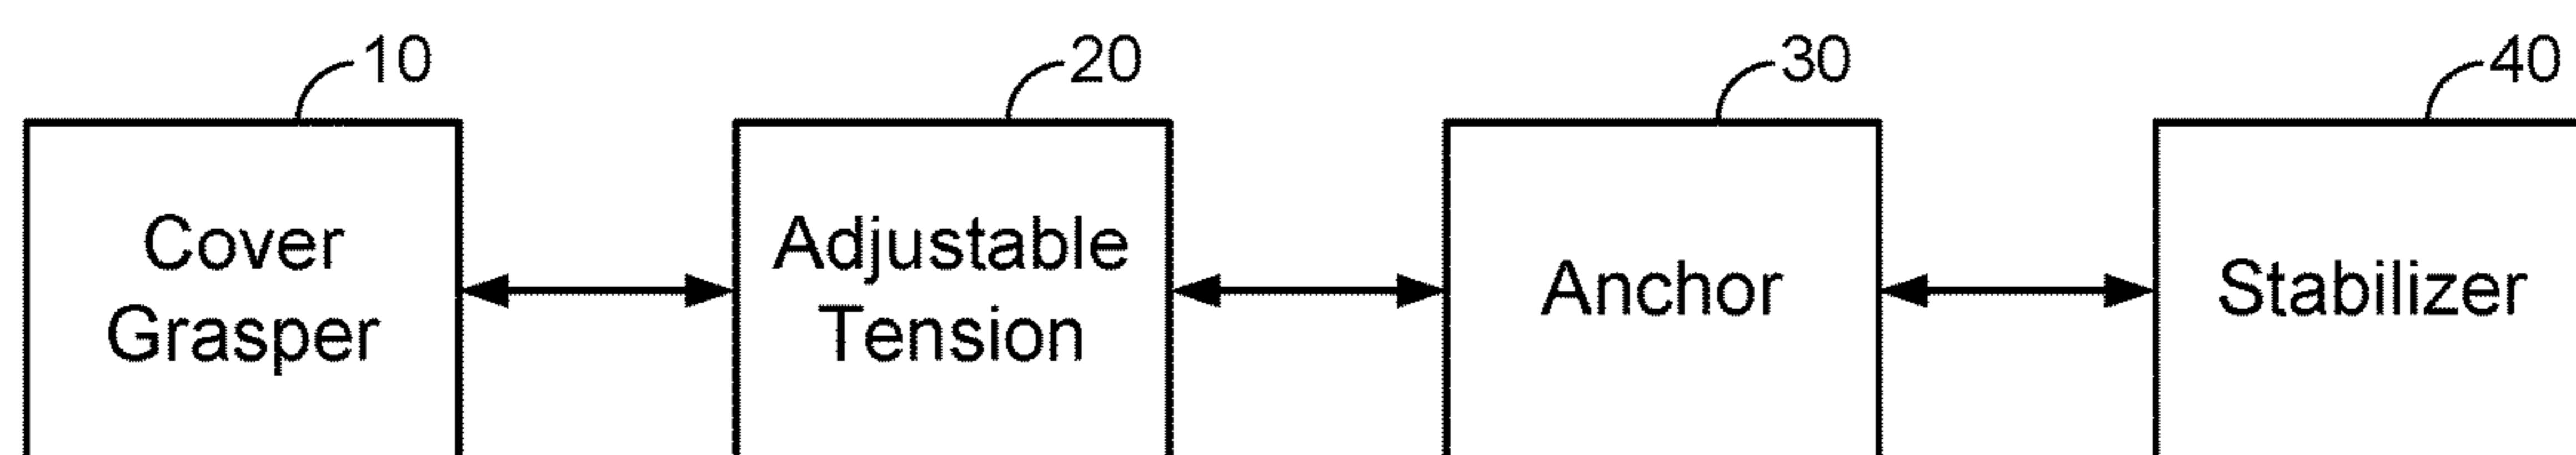 10
20
30
40
Cover
Grasper
Adjustable
Tension
Anchor
Stabilizer